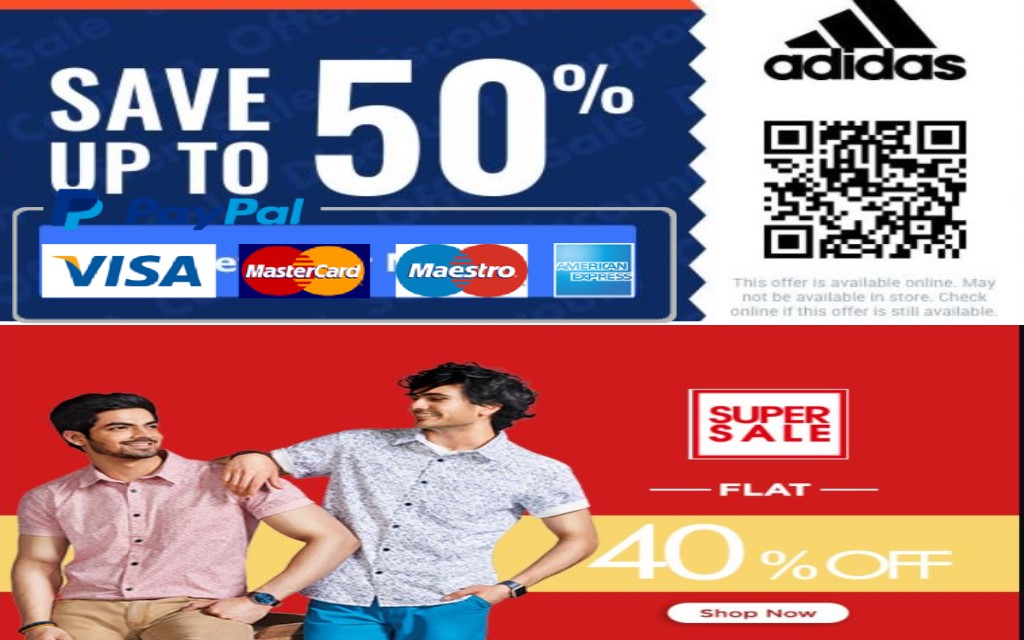 SAVE
UP TO
50%
PayPal
VISA
MasterCard
Maestro
AMERICAN
EXPRESS
adidas
This offer is available online. May
not be available in store. Check
online if this offer is still available.
SUPER
SALE
FLAT
40% OFF
Shop Now